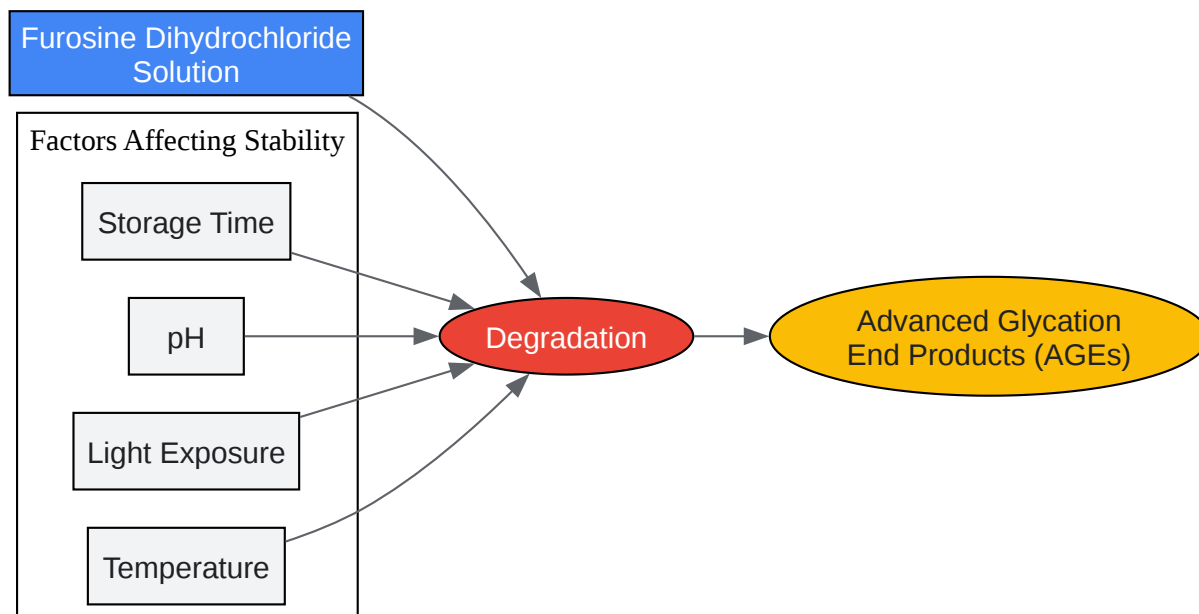 Furosine Dihydrochloride
Solution
Factors Affecting Stability
Storage Time
pH
Light Exposure
Temperature
Degradation
Advanced Glycation
End Products (AGEs)